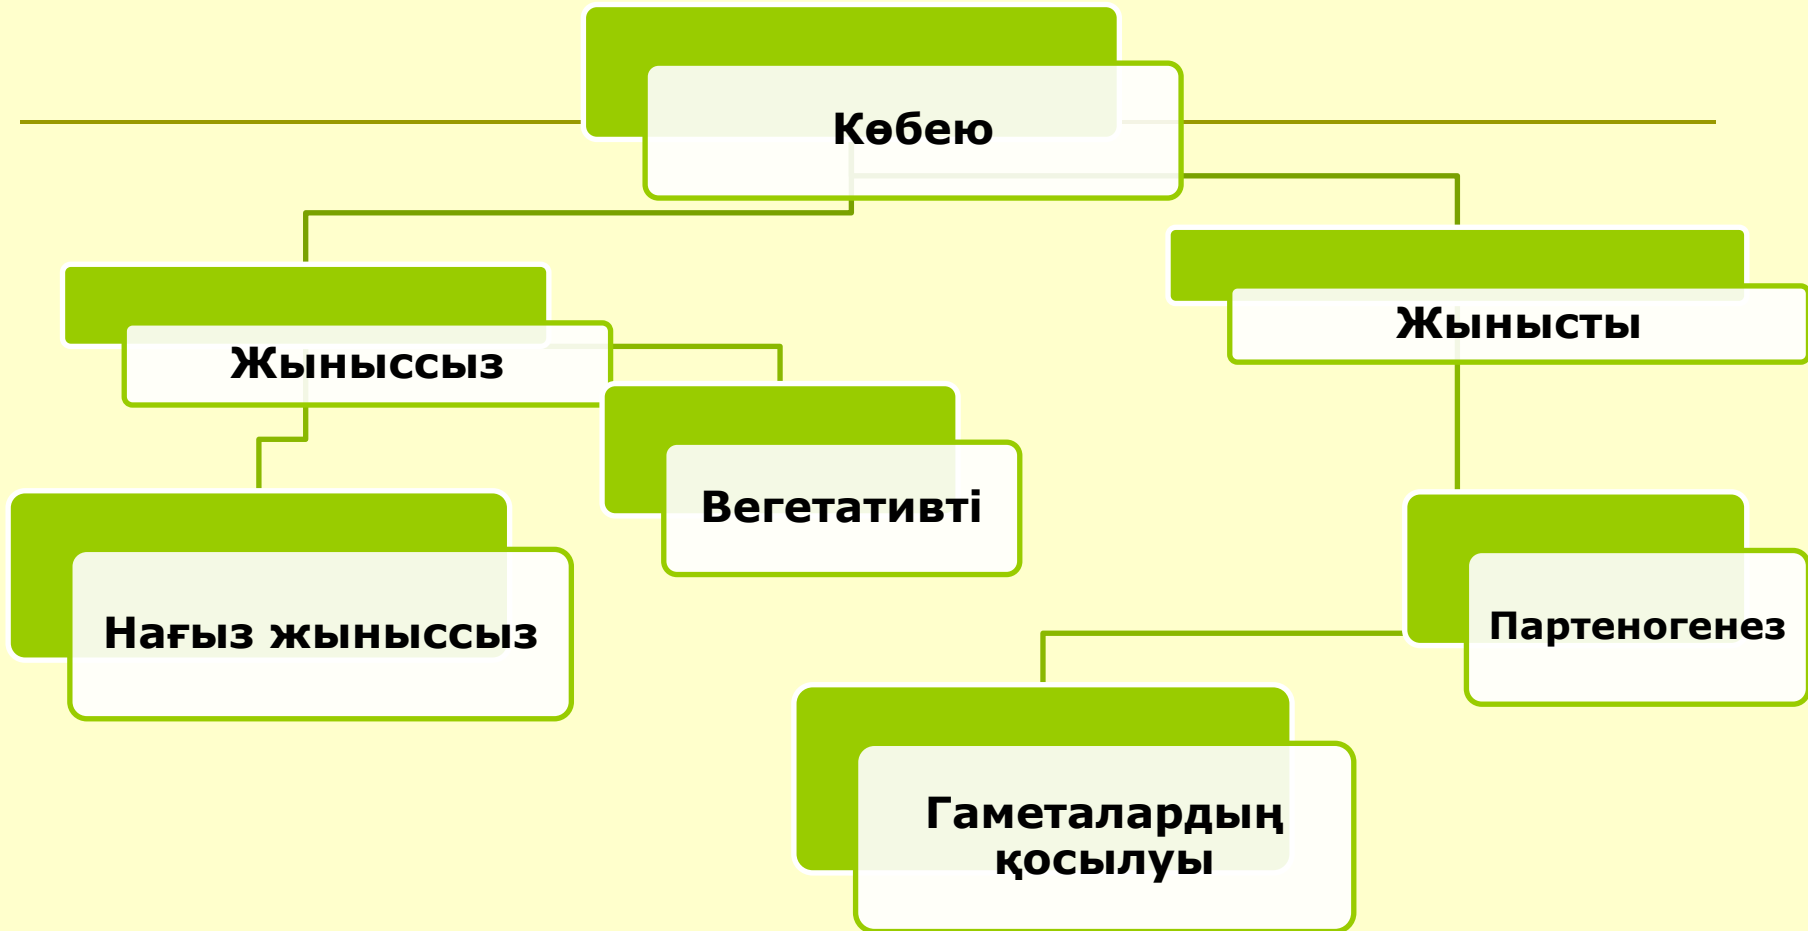 Көбею
Жыныссыз
Жынысты
Вегетативті
Нағыз жыныссыз
Партеногенез
Гаметалардың
қосылуы